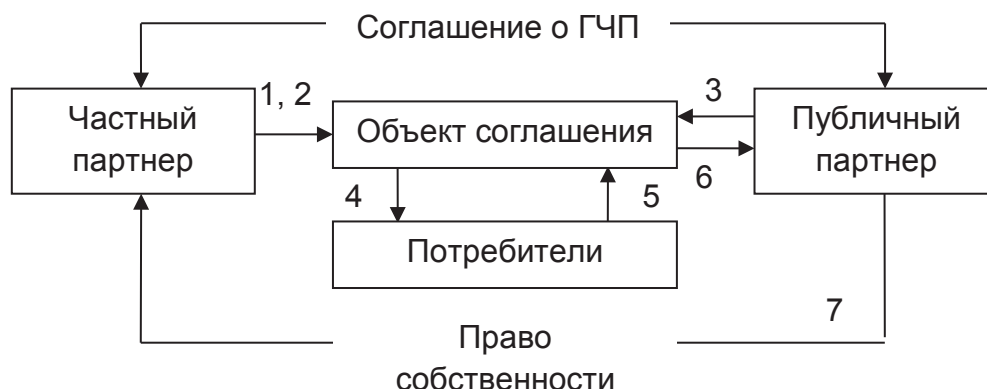 Соглашение о ГЧП
Частный
партнер
1, 2
Объект соглашения
3
6
Публичный
партнер
4
5
Потребители
7
Право
собственности